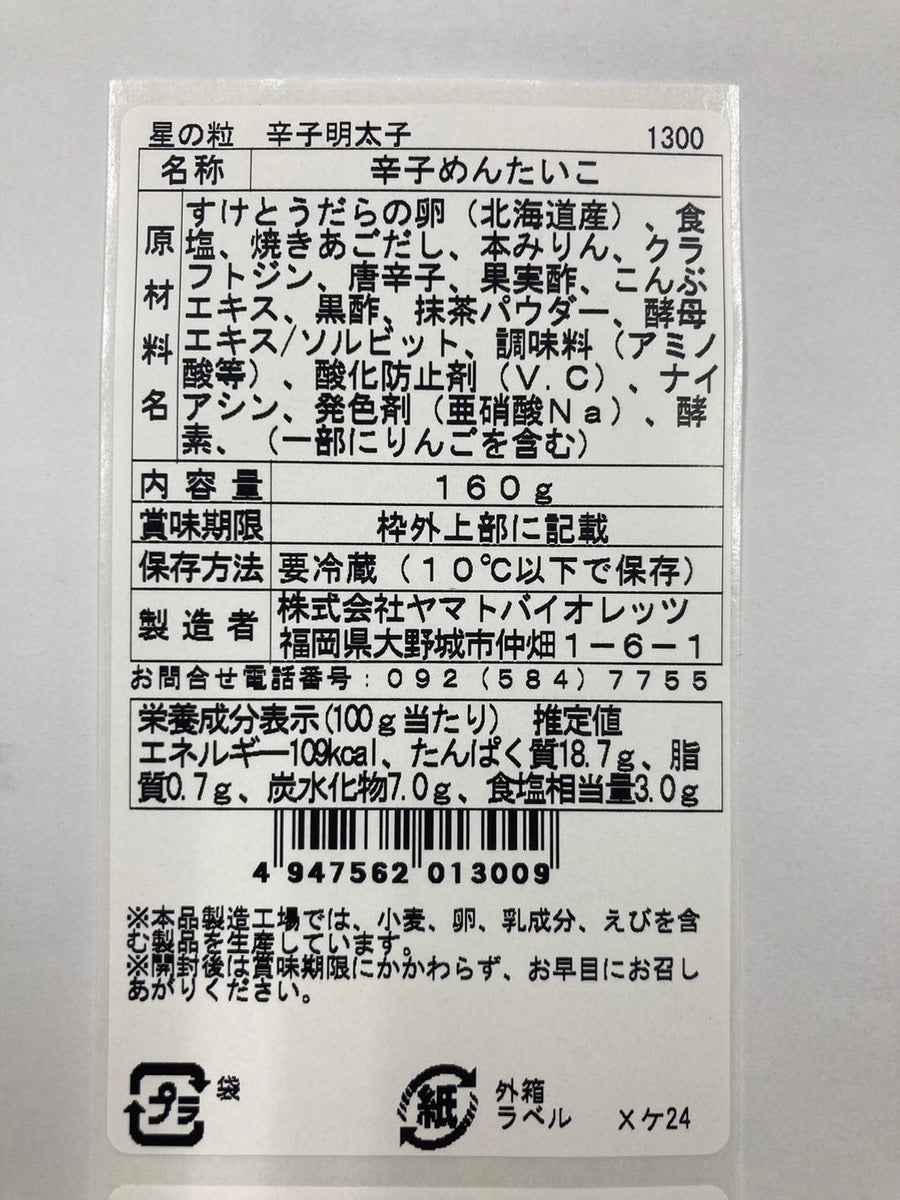 星の粒　辛子明太子　1300
名称　辛子めんたいこ
原材料名　すけとうだらの卵（北海道産）、食
塩、焼きあごだし、本みりん、クラ
フトジン、唐辛子、果実酢、こんぶ
エキス、黒酢、抹茶パウダー、酵母
エキス/ソルビット、調味料（アミノ
酸等）、酸化防止剤（V.C）、ナイ
アシン、発色剤（亜硝酸Na）、酵
素、（一部にりんごを含む）
内容量　160g
賞味期限　枠外上部に記載
保存方法　要冷蔵（10℃以下で保存）
製造者　株式会社ヤマトバイオレッツ
福岡県大野城市仲畑1－6－1
お問合せ電話番号：092（584）7755
栄養成分表示(100g当たり)　推定値
エネルギー109kcal、たんぱく質18.7g、脂
質0.7g、炭水化物7.0g、食塩相当量3.0g
4 947562 013009
※本品製造工場では、小麦、卵、乳成分、えびを含
む製品を生産しています。
※開封後は賞味期限にかかわらず、お早目にお召し
あがりください。
プラ　袋
紙　外箱
ラベル　Xケ24